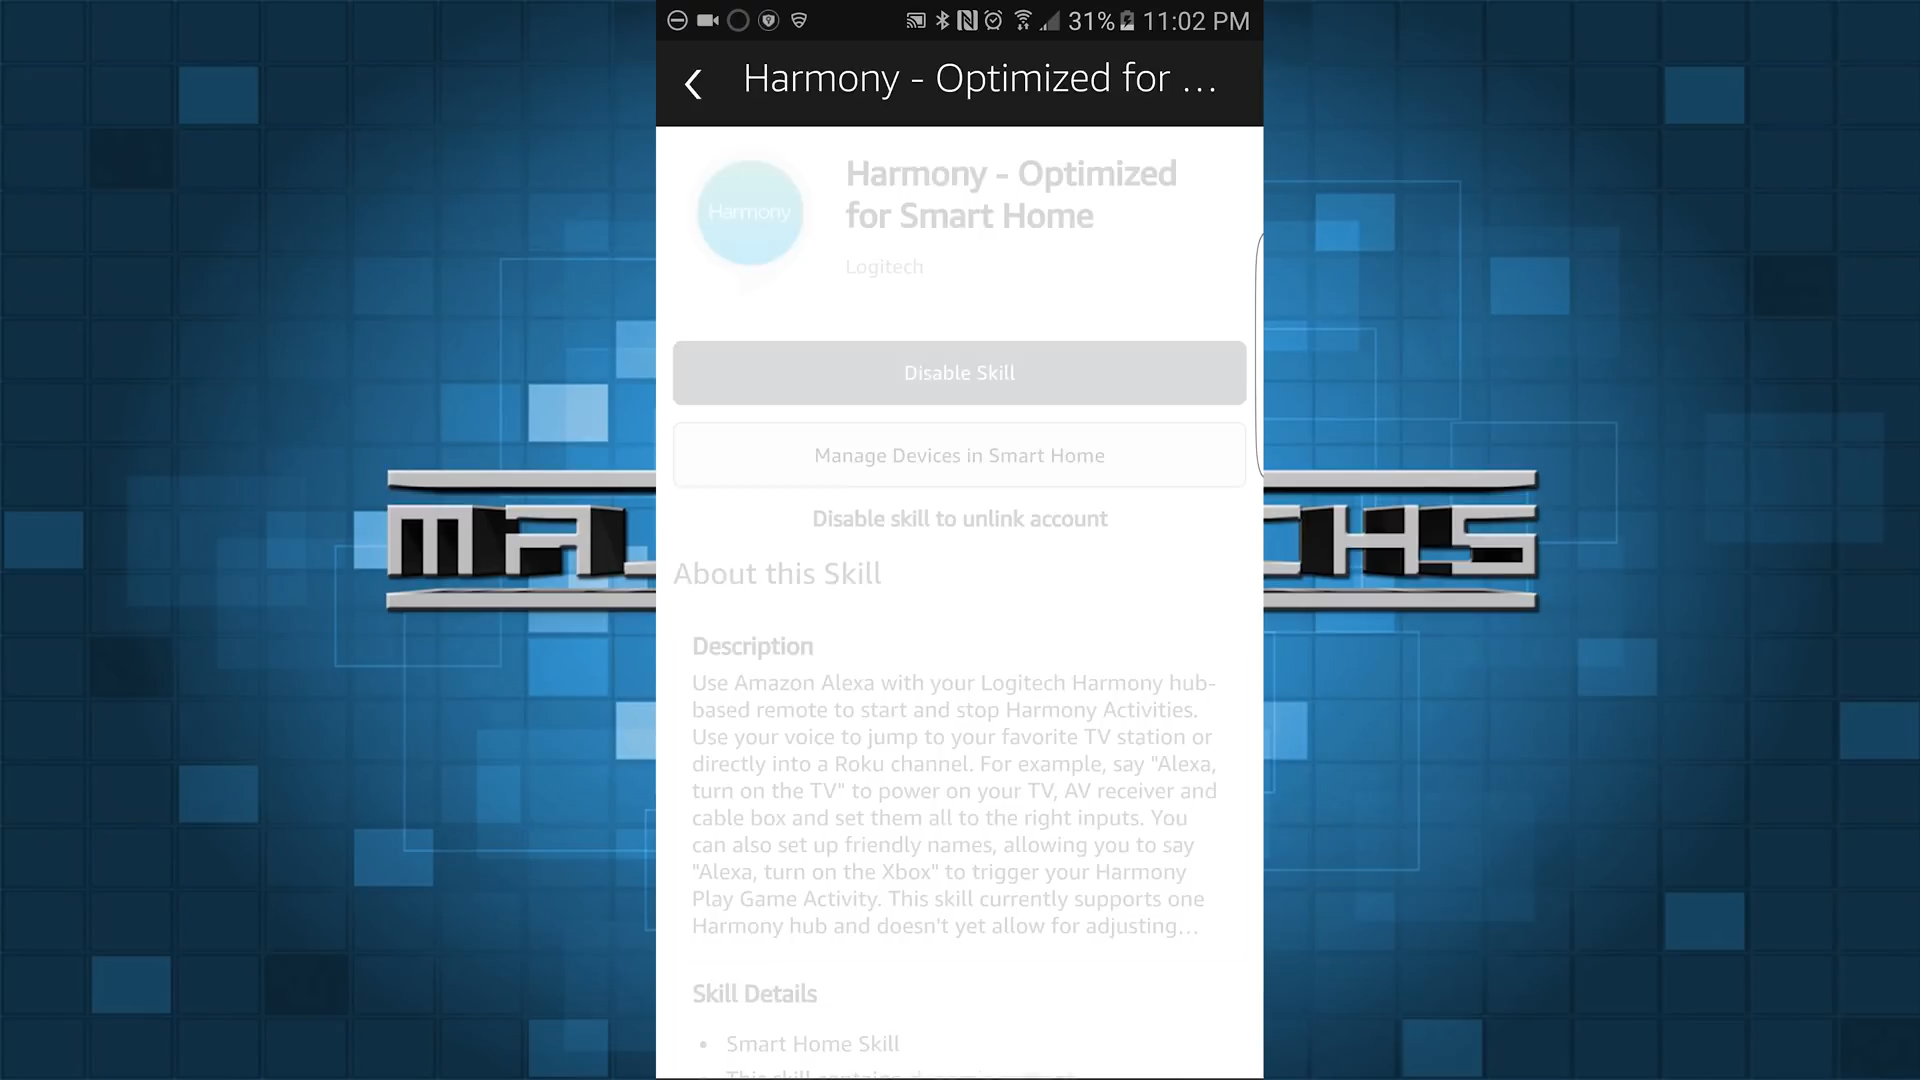 31% 11:02 PM
Harmony - Optimized for ...
Harmony
Harmony - Optimized
for Smart Home
Logitech
Disable Skill
Manage Devices in Smart Home
Disable skill to unlink account
About this Skill
Description
Use Amazon Alexa with your Logitech Harmony hub-
based remote to start and stop Harmony Activities.
Use your voice to jump to your favorite TV station or
directly into a Roku channel. For example, say "Alexa,
turn on the TV" to power on your TV, AV receiver and
cable box and set them all to the right inputs. You
can also set up friendly names, allowing you to say
"Alexa, turn on the Xbox" to trigger your Harmony
Play Game Activity. This skill currently supports one
Harmony hub and doesn't yet allow for adjusting...
Skill Details
• Smart Home Skill